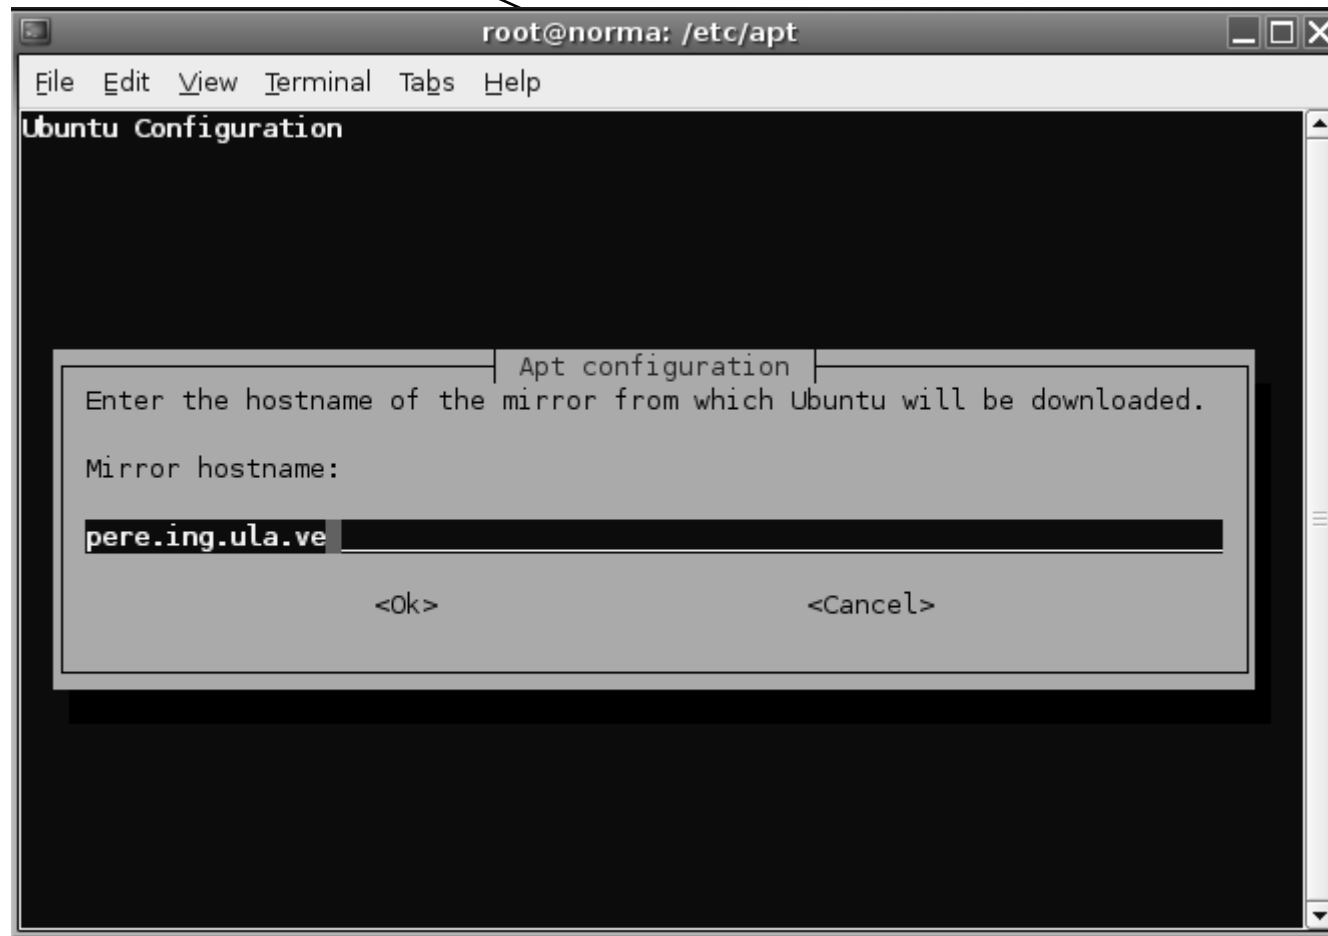 root@norma: /etc/apt
File Edit View Terminal Tabs Help
Ubuntu Configuration
Apt configuration
Enter the hostname of the mirror from which Ubuntu will be downloaded.
Mirror hostname:
pere.ing.ula.ve
<Ok> <Cancel>